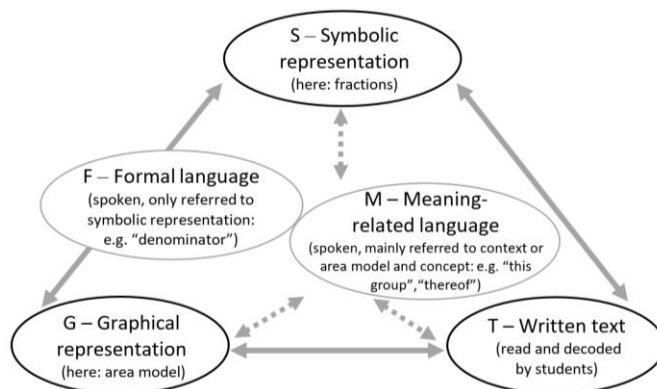 S – Symbolic
representation
(here: fractions)
F – Formal language
(spoken, only referred to
symbolic representation:
e.g. “denominator”)
M – Meaning-
related language
(spoken, mainly referred to context or
area model and concept: e.g. “this
group”,“thereof”)
G – Graphical
representation
(here: area model)
T – Written text
(read and decoded
by students)